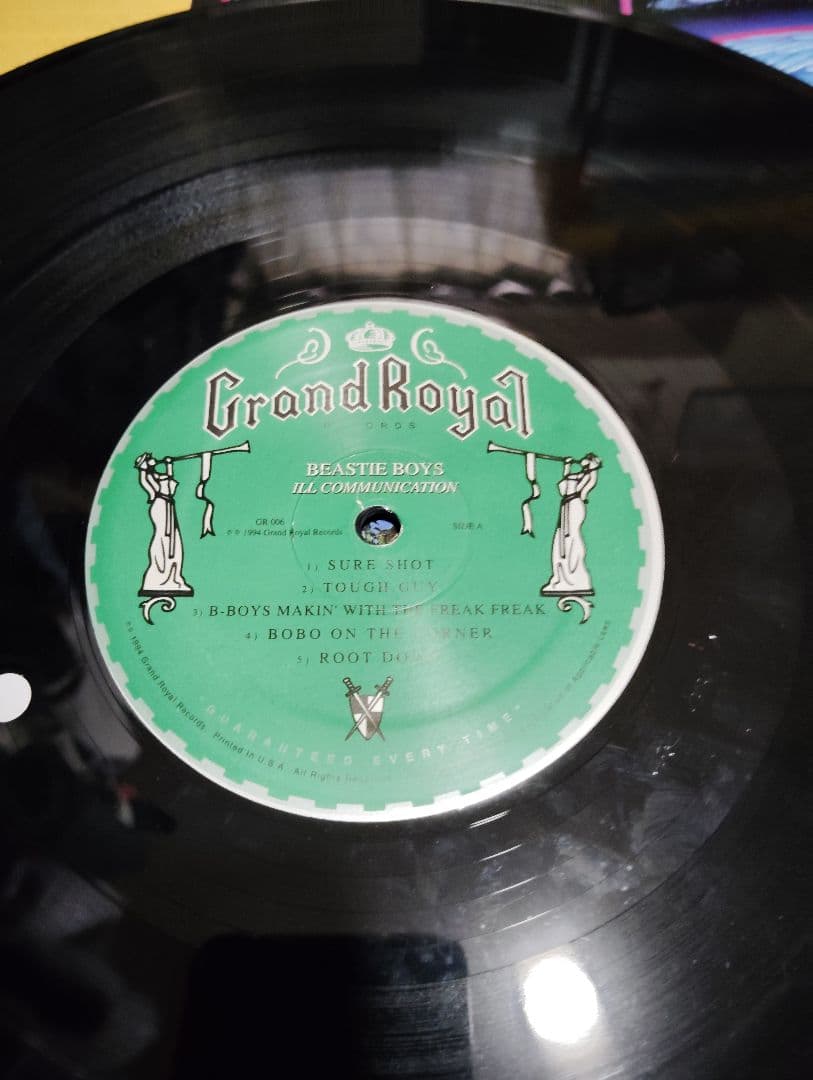 Grand Royal
BEASTIE BOYS
ILL COMMUNICATION
GR 006
℗ © 1994 Grand Royal Records
SIDE A
1) SURE SHOT
2) TOUGH GUY
3) B-BOYS MAKIN' WITH THE FREAK FREAK
4) BOBO ON THE CORNER
5) ROOT
"GUARANTEED EVERY TIME"
℗ © 1994 Grand Royal Records. Printed In U.S.A. All Rights
Applicable Laws